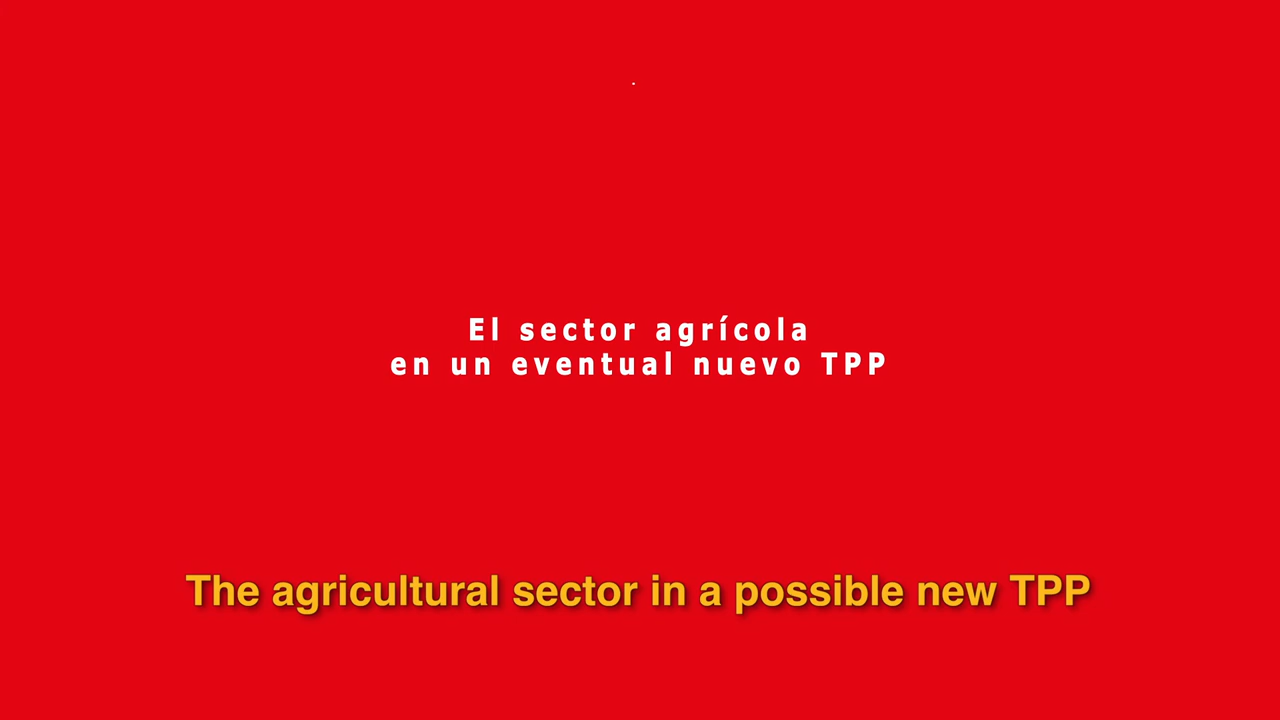 El sector agrícola
en un eventual nuevo TPP
The agricultural sector in a possible new TPP